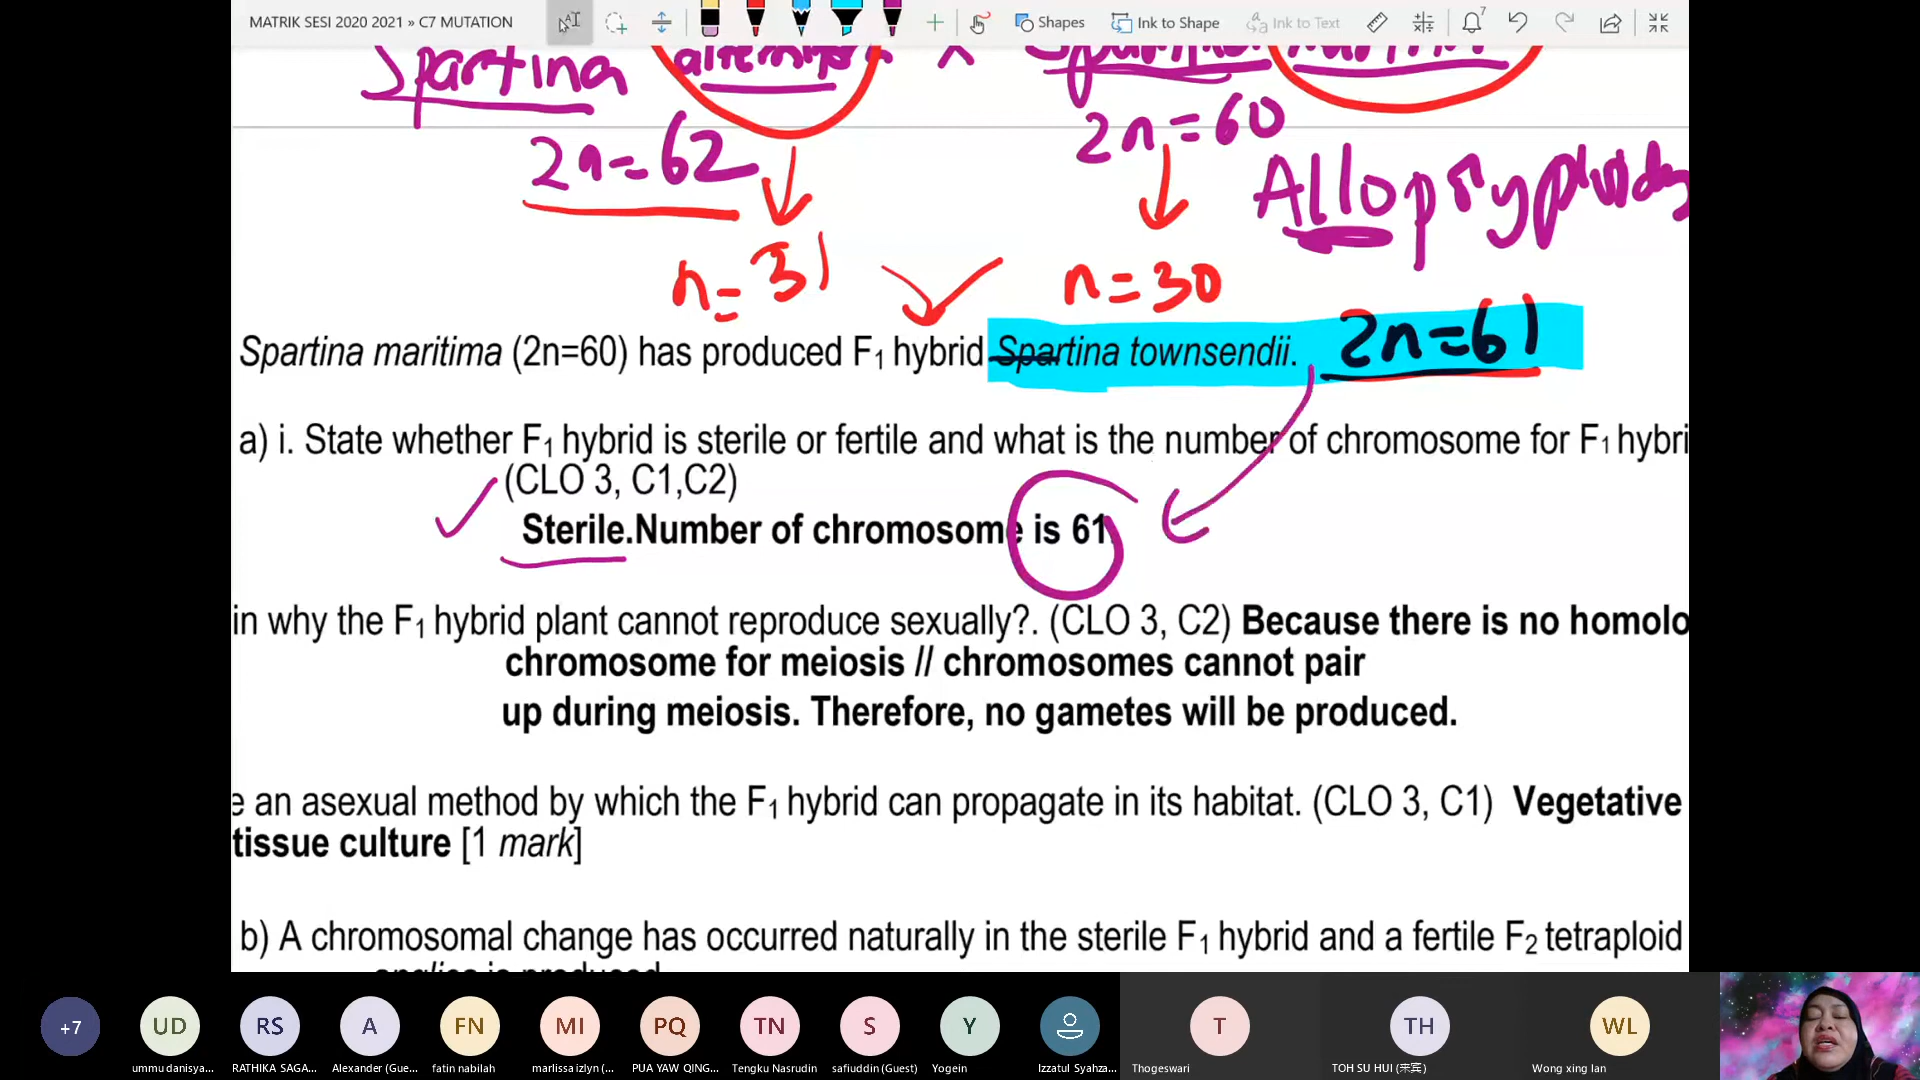 MATRIK SESI 2020 2021 » C7 MUTATION
Shapes
Ink to Shape
Ink to Text
7
Spartina x
2n=62
2n=60
n=31
n=30
Spartina maritima (2n=60) has produced F1 hybrid Spartina townsendii. 2n=61
a) i. State whether F1 hybrid is sterile or fertile and what is the number of chromosome for F1 hybri
(CLO 3, C1,C2)
Sterile.Number of chromosome is 61
in why the F1 hybrid plant cannot reproduce sexually?. (CLO 3, C2) Because there is no homolo
chromosome for meiosis // chromosomes cannot pair
up during meiosis. Therefore, no gametes will be produced.
e an asexual method by which the F1 hybrid can propagate in its habitat. (CLO 3, C1) Vegetative
tissue culture [1 mark]
b) A chromosomal change has occurred naturally in the sterile F1 hybrid and a fertile F2 tetraploid
+7
UD
RS
A
FN
MI
PQ
TN
S
Y
T
TH
WL
ummu danisya...
RATHIKA SAGA...
Alexander (Gue...
fatin nabilah
marlissa izlyn (...
PUA YAW QING...
Tengku Nasrudin
safiuddin (Guest)
Yogein
Izzatul Syahza...
Thogeswari
TOH SU HUI (来宾)
Wong xing lan